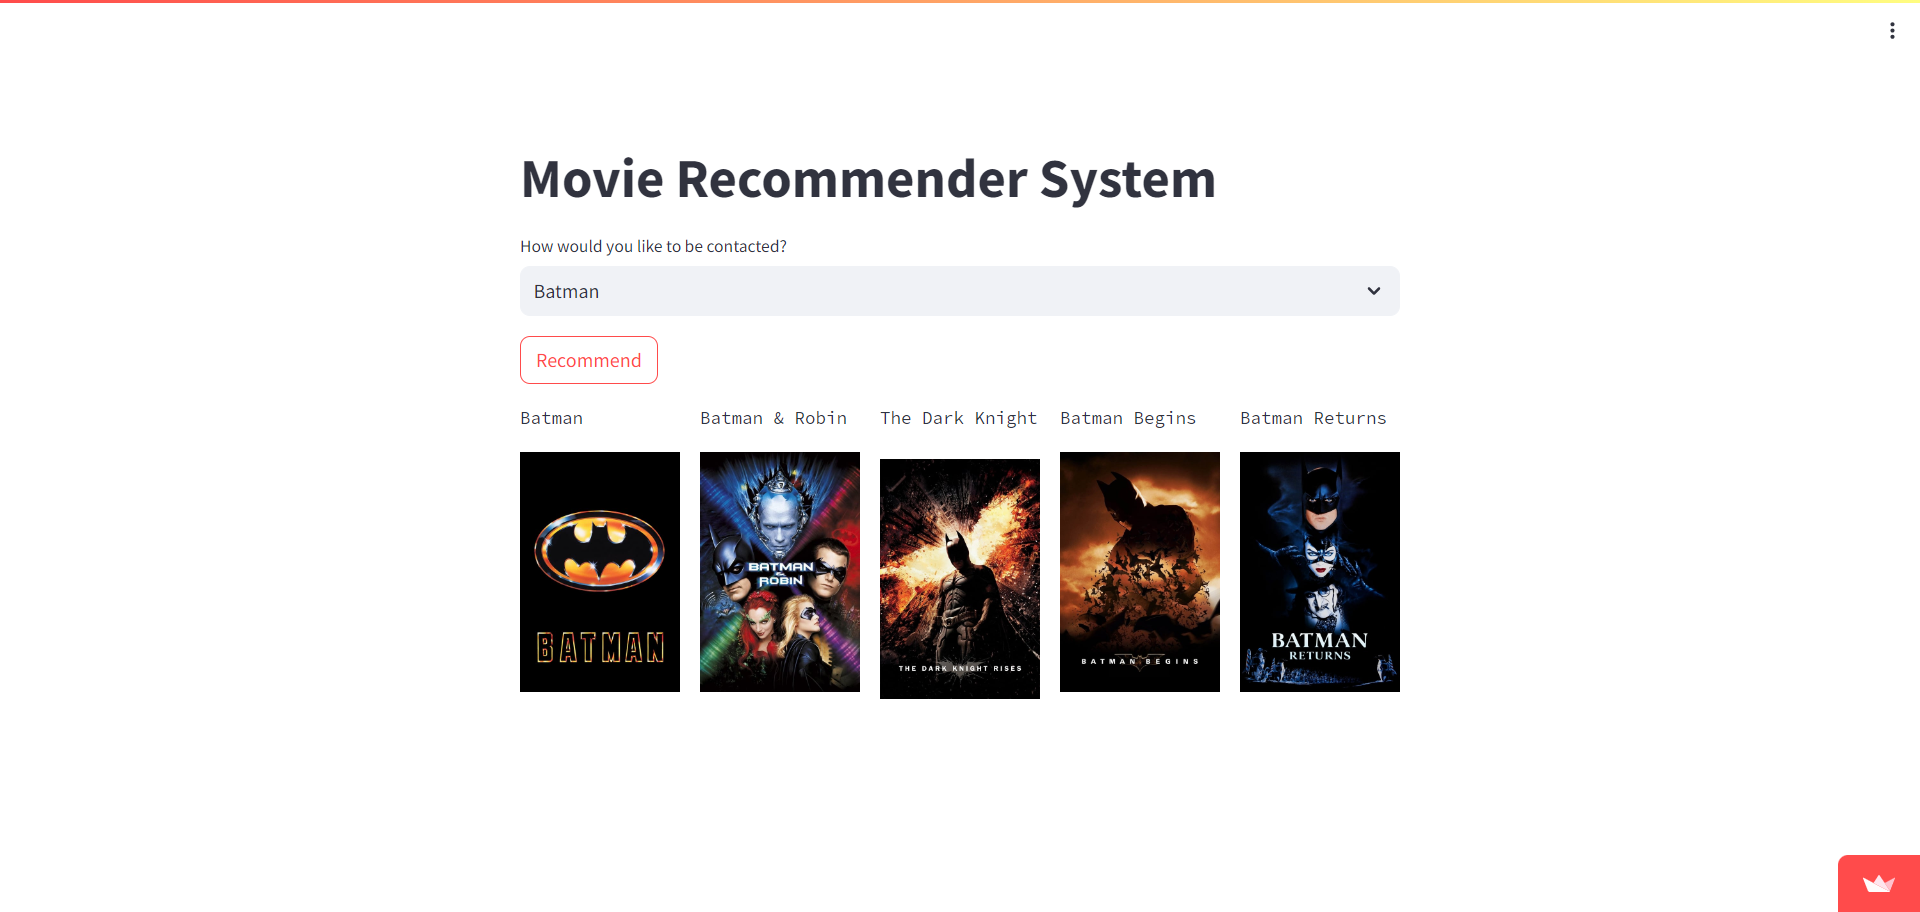 Movie Recommender System
How would you like to be contacted?
Batman
Recommend
Batman
Batman & Robin
The Dark Knight
Batman Begins
Batman Returns
BATMAN
BATMAN
&
ROBIN
THE DARK KNIGHT RISES
BATMAN BEGINS
BATMAN
RETURNS